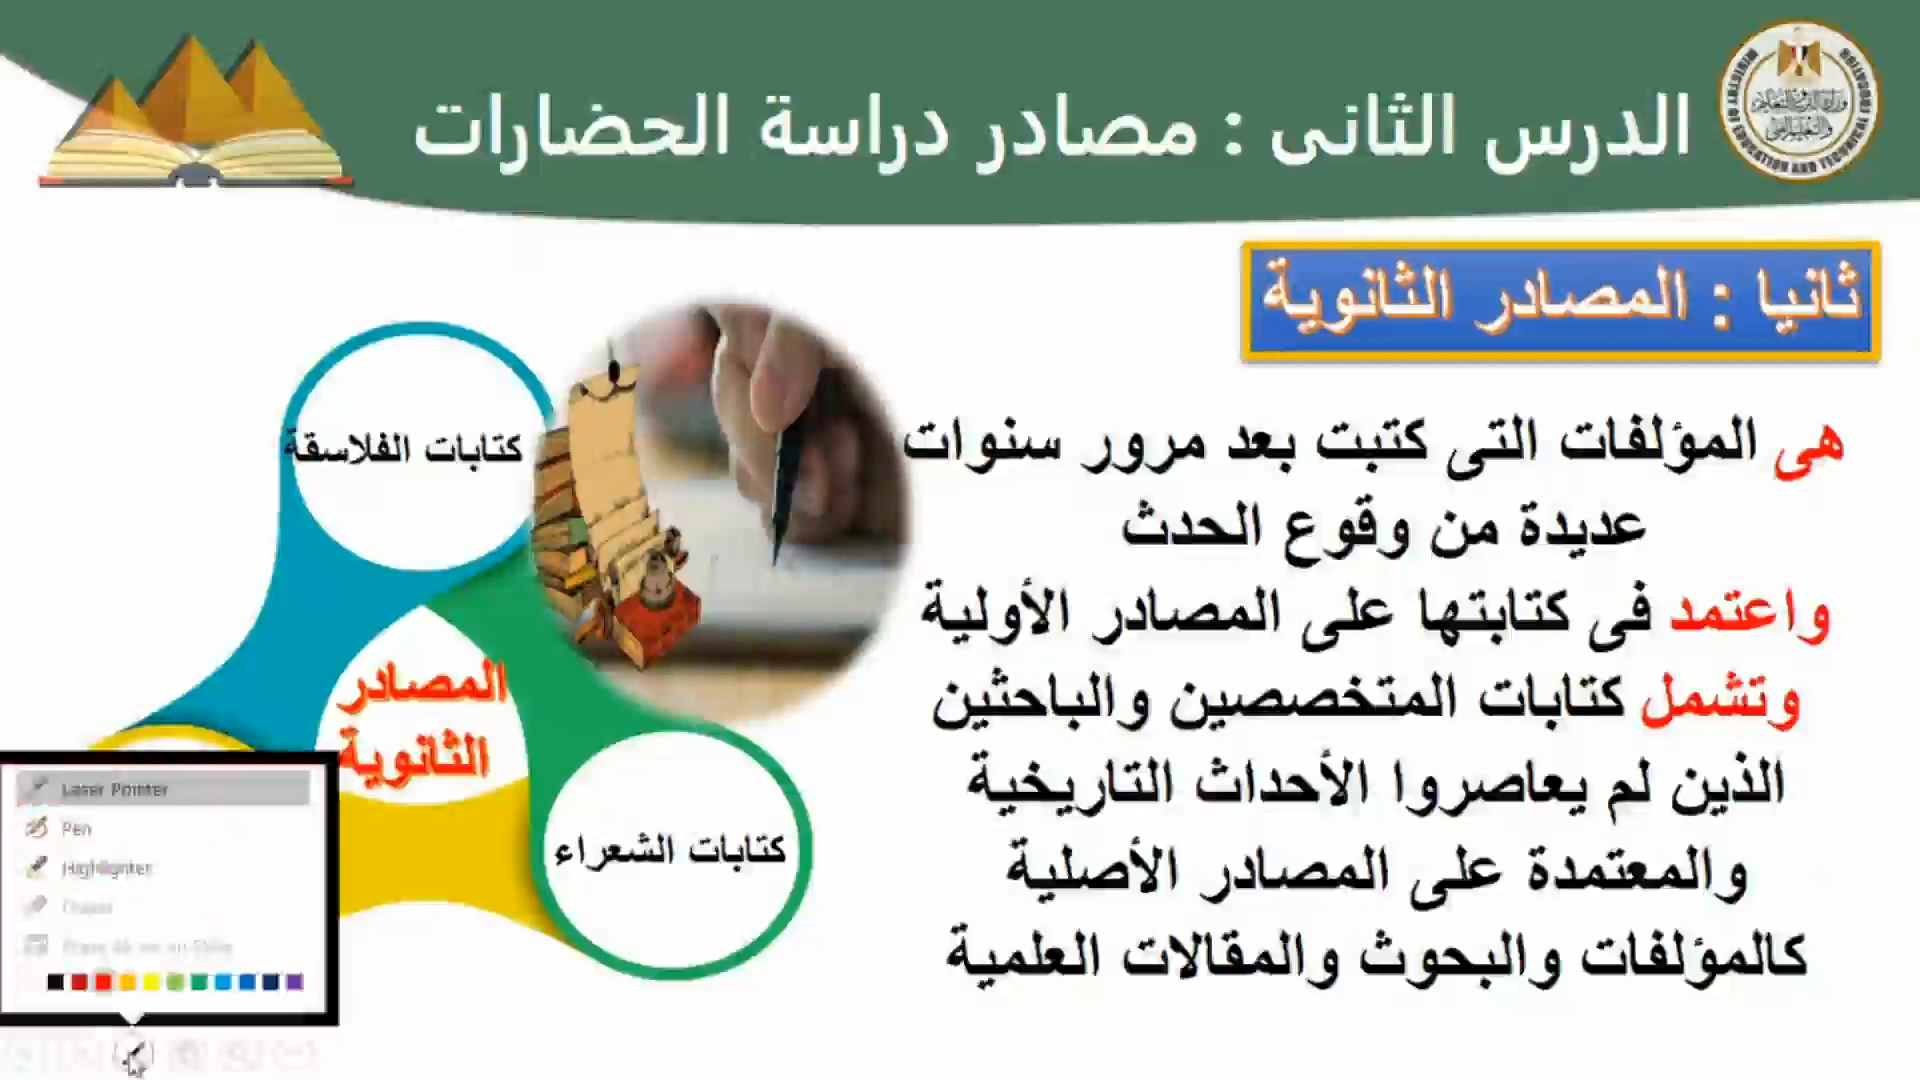 الدرس الثانى : مصادر دراسة الحضارات
ثانيا : المصادر الثانوية
هى المؤلفات التى كتبت بعد مرور سنوات
عديدة من وقوع الحدث
واعتمد فى كتابتها على المصادر الأولية
وتشمل كتابات المتخصصين والباحثين
الذين لم يعاصروا الأحداث التاريخية
والمعتمدة على المصادر الأصلية
كالمؤلفات والبحوث والمقالات العلمية
كتابات الفلاسقة
المصادر
الثانوية
كتابات الشعراء
Laser Pointer
Pen
Highlighter
Eraser